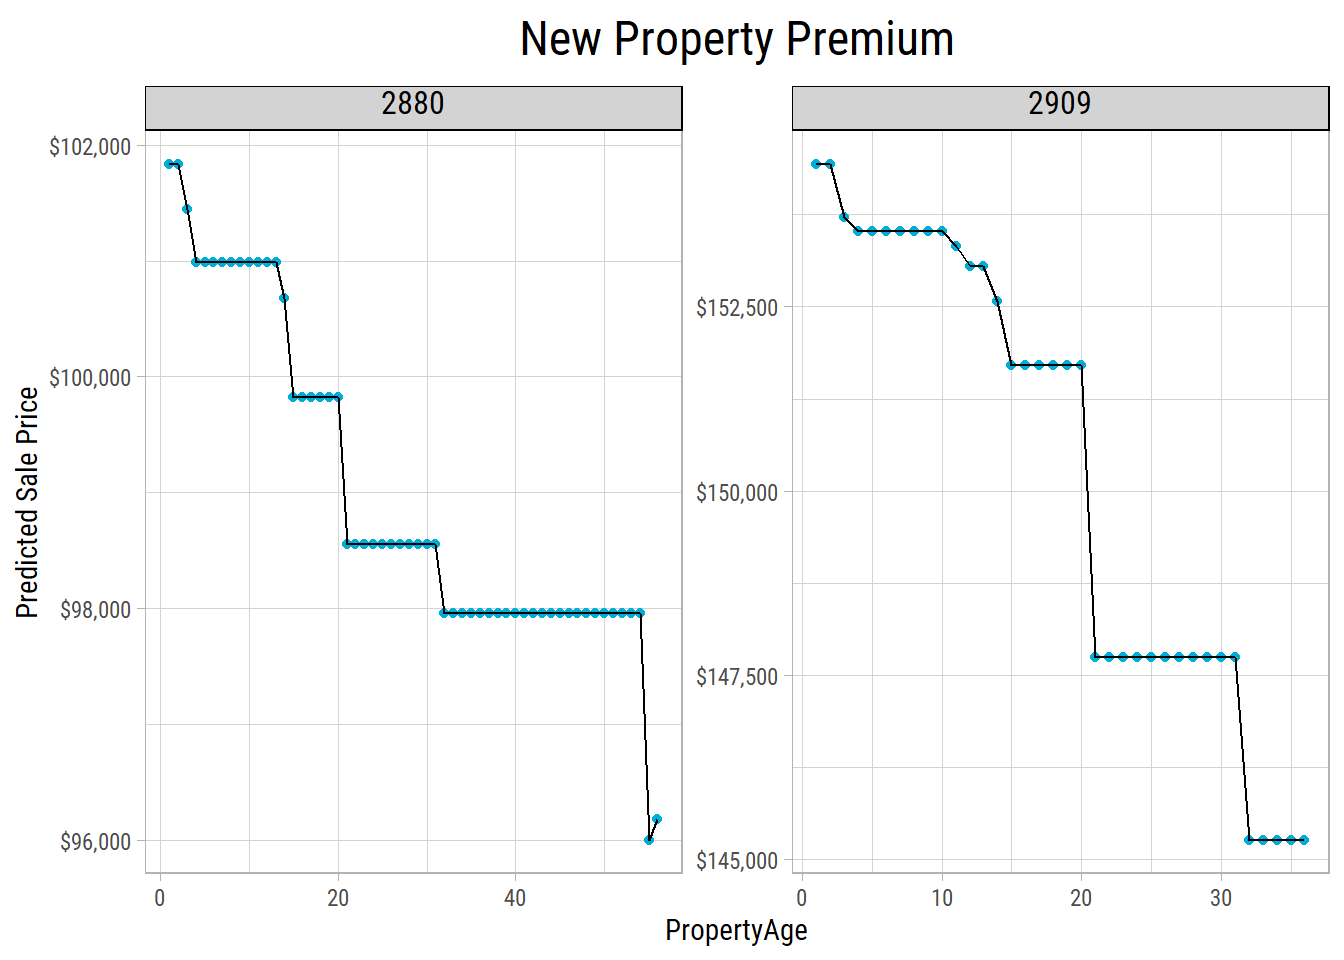 New Property Premium
2880
2909
Predicted Sale Price
$102,000
$100,000
$98,000
$96,000
0 20 40
$152,500
$150,000
$147,500
$145,000
0 10 20 30
PropertyAge